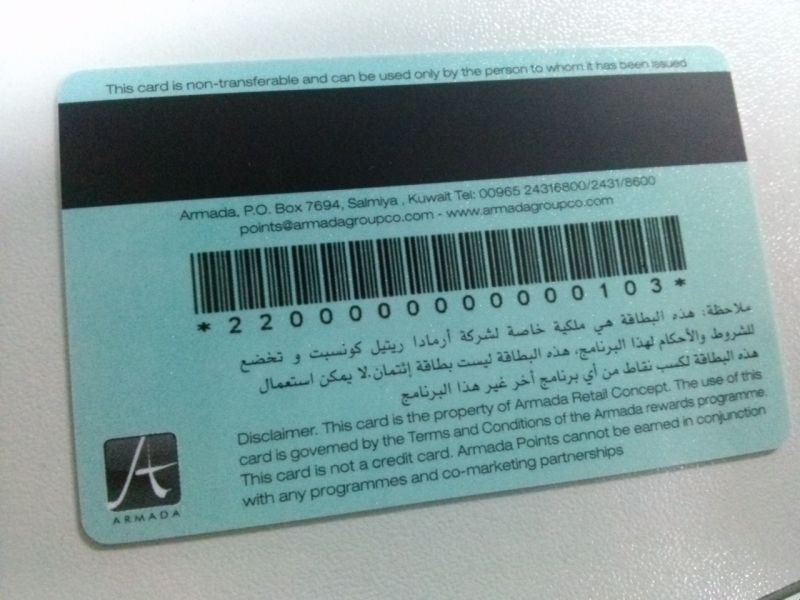 This card is non-transferable and can be used only by the person to whom it has been issued
Armada, P.O. Box 7694, Salmiya , Kuwait Tel: 00965 24316800/2431/8600
points@armadagroupco.com - www.armadagroupco.com
*2200000000000103*
ملاحظة: هذه البطاقة هي ملكية خاصة لشركة أرمادا ريتيل كونسبت و تخضع
للشروط والأحكام لهذا البرنامج، هذه البطاقة ليست بطاقة إئتمان.لا يمكن استعمال
هذه البطاقة لكسب نقاط من أي برنامج أخر غير هذا البرنامج
Disclaimer. This card is the property of Armada Retail Concept. The use of this
card is governed by the Terms and Conditions of the Armada rewards programme.
This card is not a credit card. Armada Points cannot be earned in conjunction
with any programmes and co-marketing partnerships
A
ARMADA